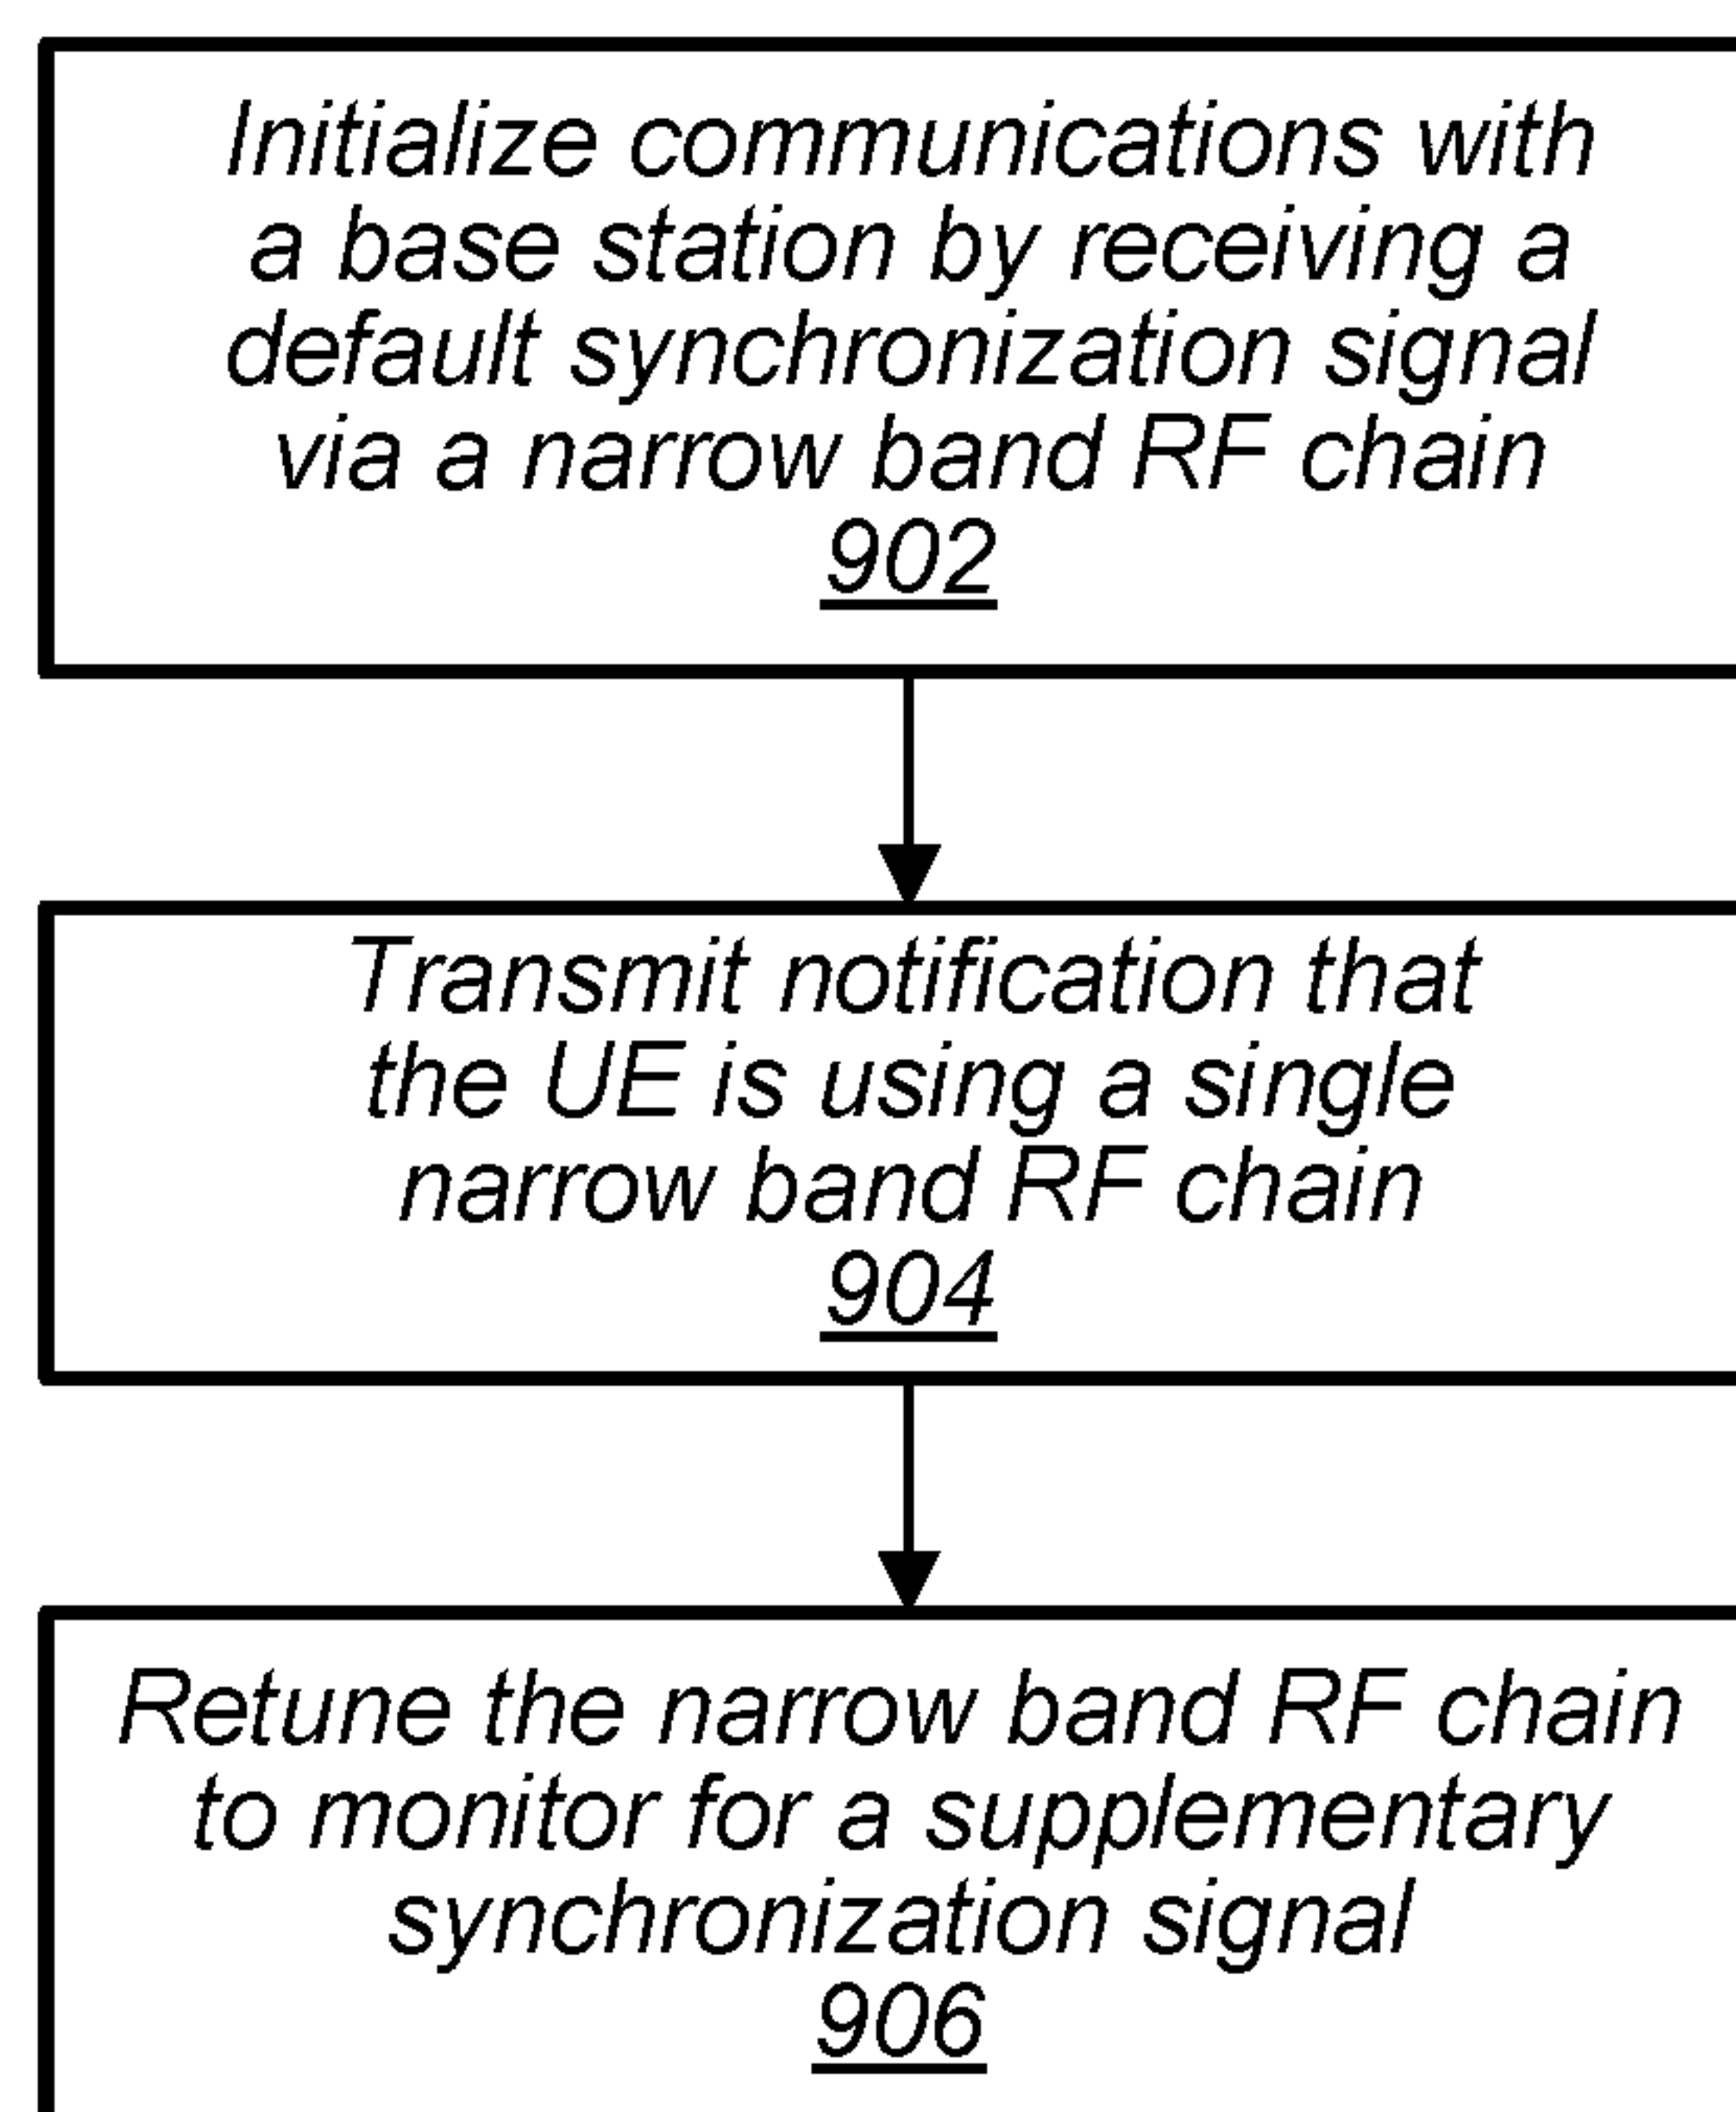 Initialize communications with
a base station by receiving a
default synchronization signal
via a narrow band RF chain
902
Transmit notification that
the UE is using a single
narrow band RF chain
904
Retune the narrow band RF chain
to monitor for a supplementary
synchronization signal
906